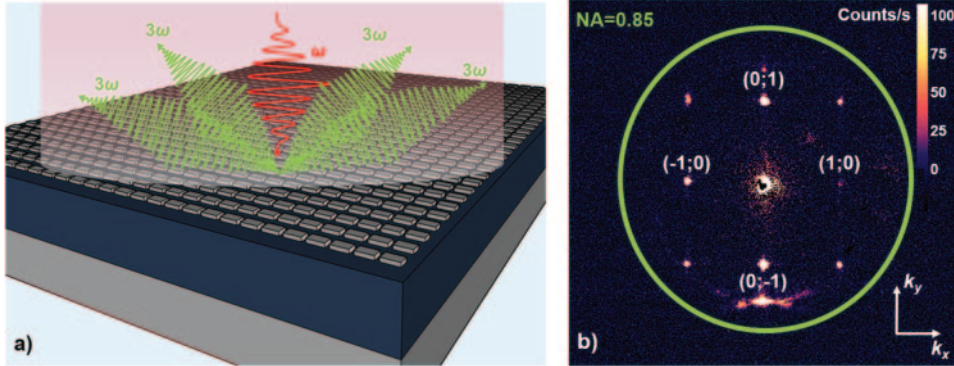 3ω
3ω
ω
3ω
3ω
a)
NA=0.85
Counts/s
100
75
50
25
0
(0;1)
(-1;0)
(1;0)
(0;-1)
k_y
k_x
b)